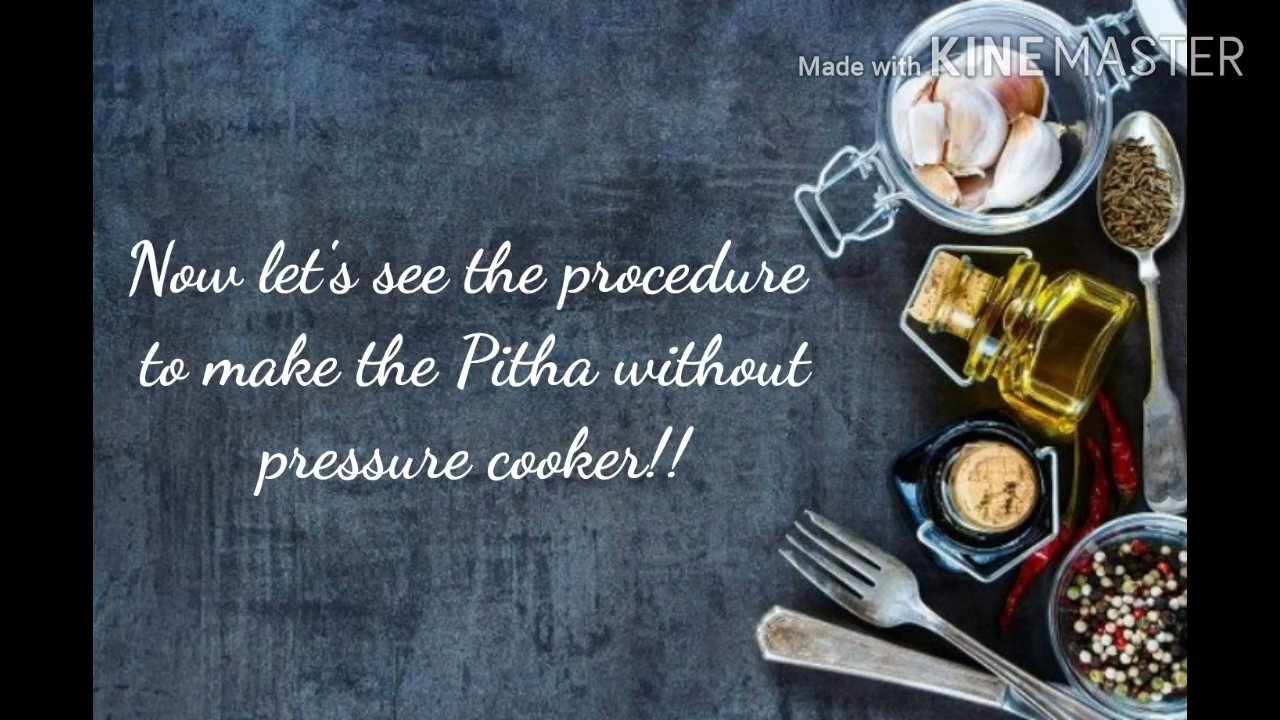 Made with KINEMASTER
Now let's see the procedure
to make the Pitha without
pressure cooker!!